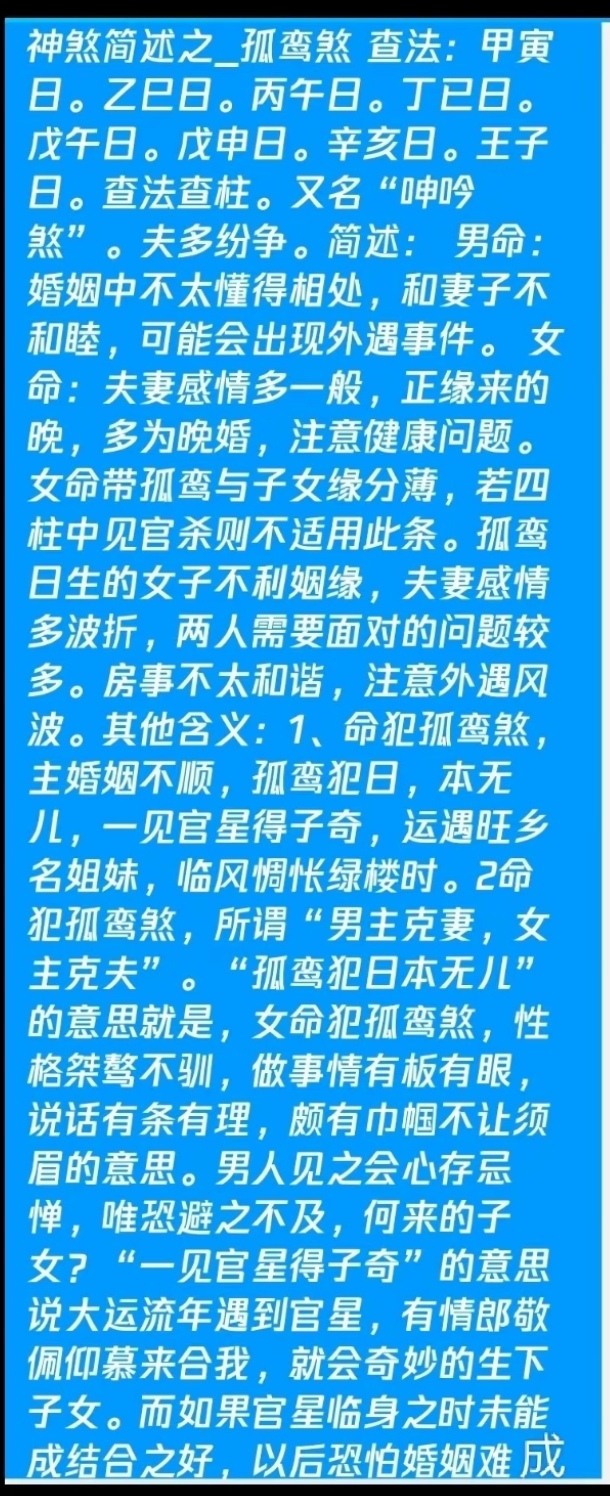 神煞简述之_孤鸾煞 查法：甲寅
日。乙巳日。丙午日。丁已日。
戊午日。戊申日。辛亥日。王子
日。查法查柱。又名“呻吟
煞”。夫多纷争。简述： 男命：
婚姻中不太懂得相处，和妻子不
和睦，可能会出现外遇事件。 女
命：夫妻感情多一般，正缘来的
晚，多为晚婚，注意健康问题。
女命带孤鸾与子女缘分薄，若四
柱中见官杀则不适用此条。孤鸾
日生的女子不利姻缘，夫妻感情
多波折，两人需要面对的问题较
多。房事不太和谐，注意外遇风
波。其他含义：1、命犯孤鸾煞，
主婚姻不顺，孤鸾犯日，本无
儿，一见官星得子奇，运遇旺乡
名姐妹，临风惆怅绿楼时。2命
犯孤鸾煞，所谓“男主克妻，女
主克夫”。“孤鸾犯日本无儿”
的意思就是，女命犯孤鸾煞，性
格桀骜不驯，做事情有板有眼，
说话有条有理，颇有巾帼不让须
眉的意思。男人见之会心存忌
惮，唯恐避之不及，何来的子
女？“一见官星得子奇”的意思
说大运流年遇到官星，有情郎敬
佩仰慕来合我，就会奇妙的生下
子女。而如果官星临身之时未能
成结合之好，以后恐怕婚姻难成